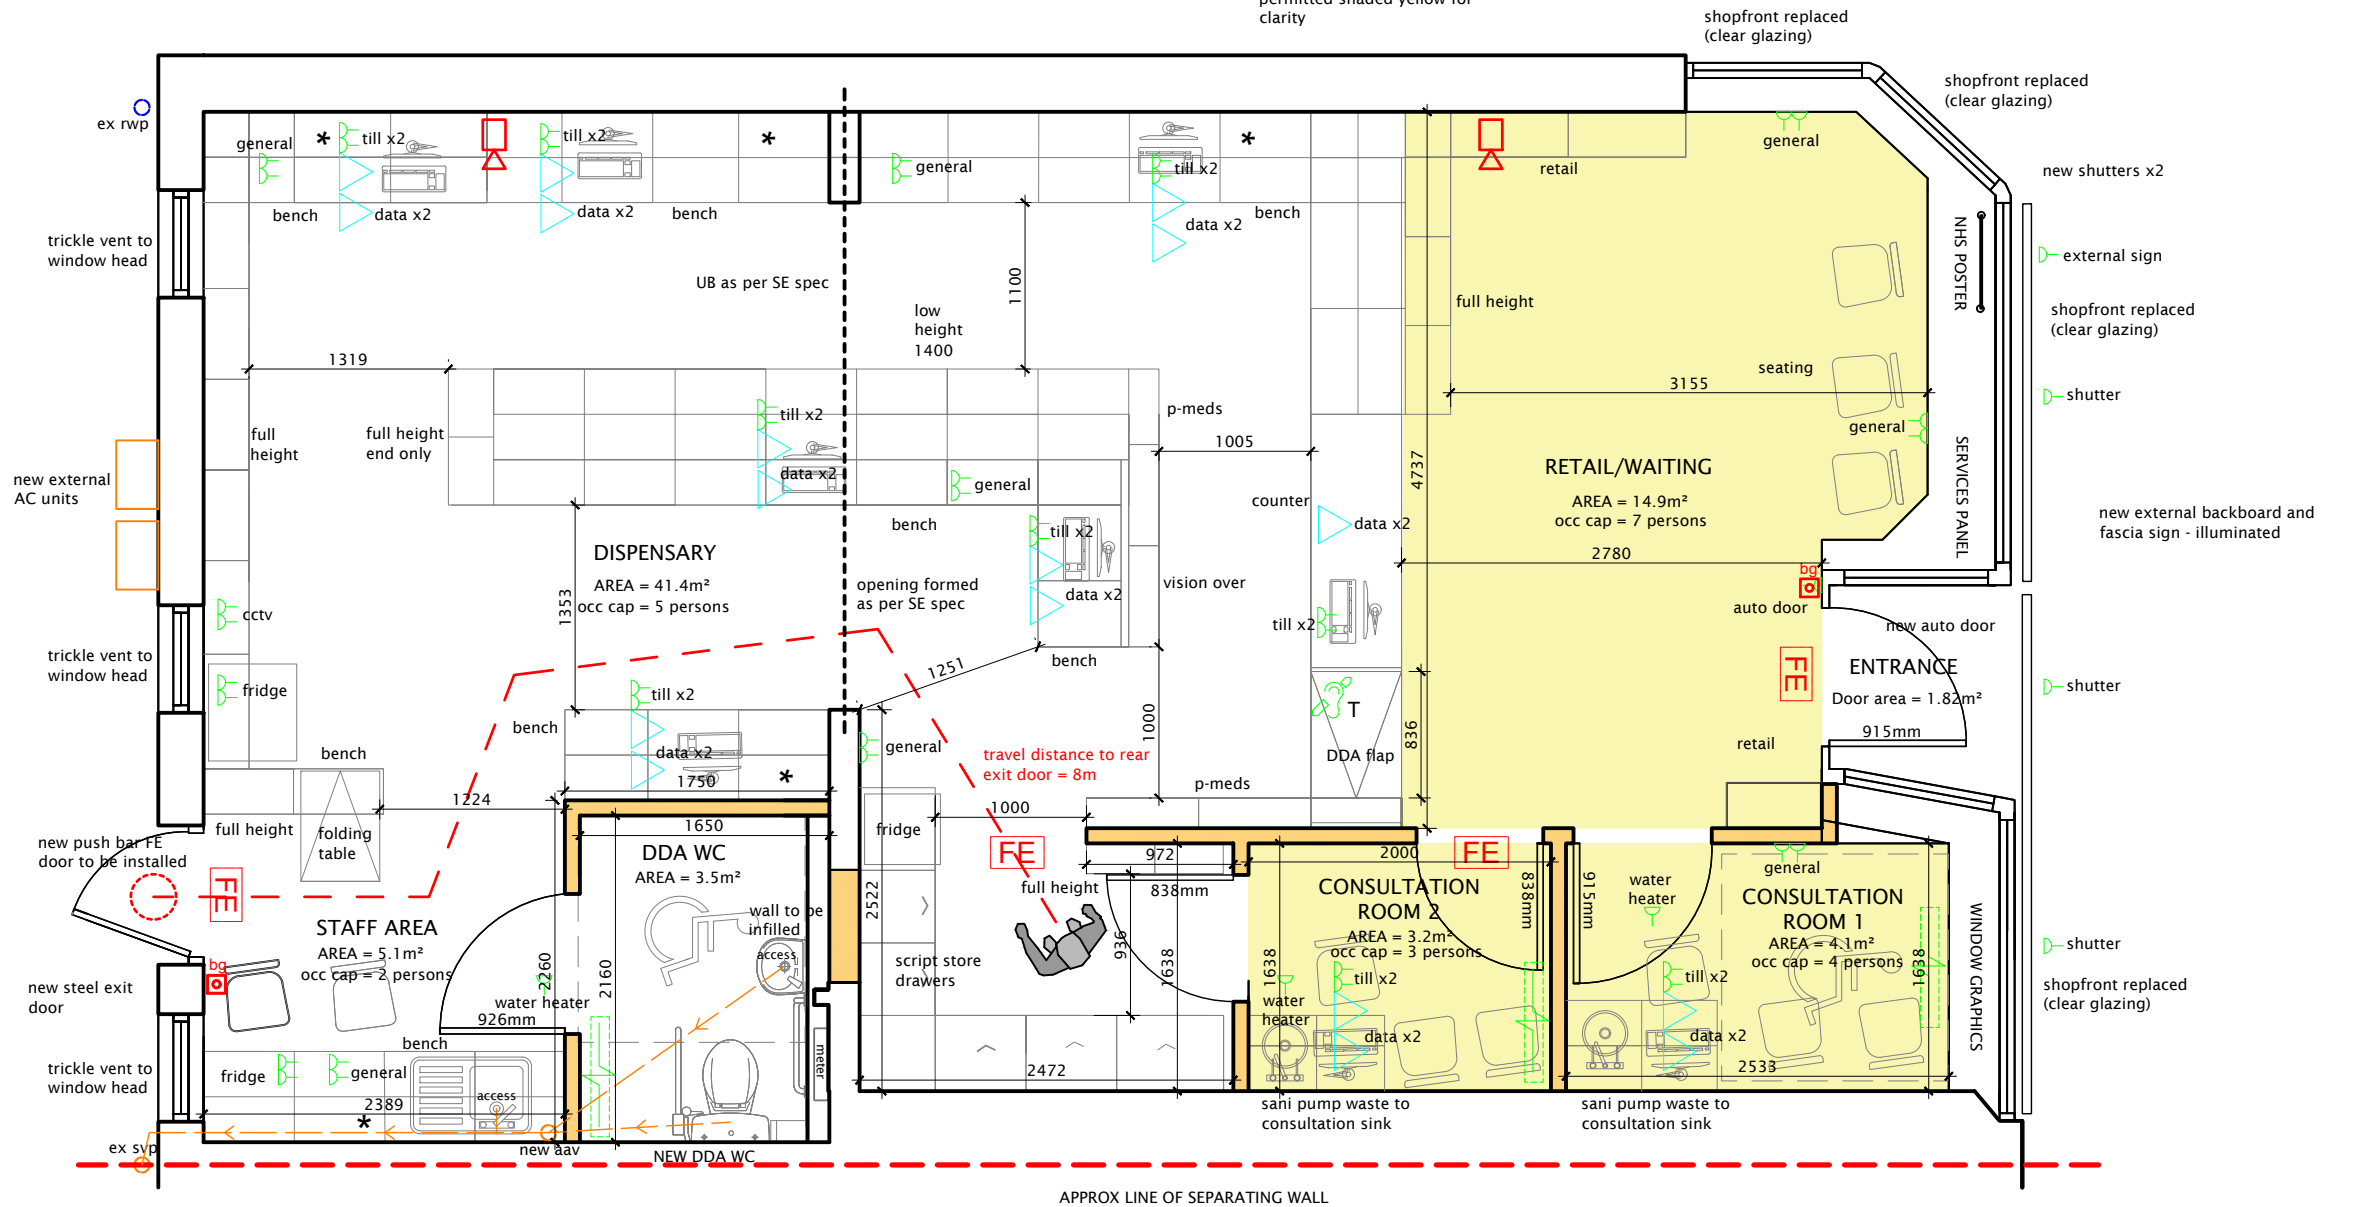 permitted shaded yellow for
clarity
shopfront replaced
(clear glazing)
shopfront replaced
(clear glazing)
ex rwp
general
*
till x2
till x2
*
general
till x2
*
retail
general
new shutters x2
bench
data x2
data x2
bench
data x2
bench
NHS POSTER
external sign
trickle vent to
window head
UB as per SE spec
1100
low
height
1400
full height
shopfront replaced
(clear glazing)
1319
seating
3155
shutter
full
height
full height
end only
till x2
p-meds
1005
4737
general
SERVICES PANEL
data x2
general
counter
RETAIL/WAITING
AREA = 14.9m²
occ cap = 7 persons
new external
AC units
bench
till x2
data x2
new external backboard and
fascia sign - illuminated
DISPENSARY
AREA = 41.4m²
occ cap = 5 persons
1353
opening formed
as per SE spec
data x2
vision over
2780
bg
auto door
cctv
till x2
new auto door
trickle vent to
window head
bench
1251
ENTRANCE
Door area = 1.82m²
FE
fridge
till x2
T
shutter
bench
data x2
general
travel distance to rear
exit door = 8m
1000
836
DDA flap
retail
915mm
bench
1750
*
p-meds
1224
1000
full height
folding
table
1650
fridge
new push bar FE
door to be installed
FE
DDA WC
AREA = 3.5m²
FE
972
2000
FE
full height
838mm
838mm
915mm
general
CONSULTATION
ROOM 2
AREA = 3.2m²
occ cap = 3 persons
water
heater
CONSULTATION
ROOM 1
AREA = 4.1m²
occ cap = 4 persons
STAFF AREA
AREA = 5.1m²
occ cap = 2 persons
wall to be
infilled
access
2522
936
1638
1638
1638
WINDOW GRAPHICS
shutter
bg
2260
2160
script store
drawers
till x2
till x2
new steel exit
door
water heater
926mm
water
heater
data x2
data x2
shopfront replaced
(clear glazing)
bench
meter
trickle vent to
window head
fridge
general
2472
2533
2389
access
*
sani pump waste to
consultation sink
sani pump waste to
consultation sink
ex svp
new aav
NEW DDA WC
APPROX LINE OF SEPARATING WALL